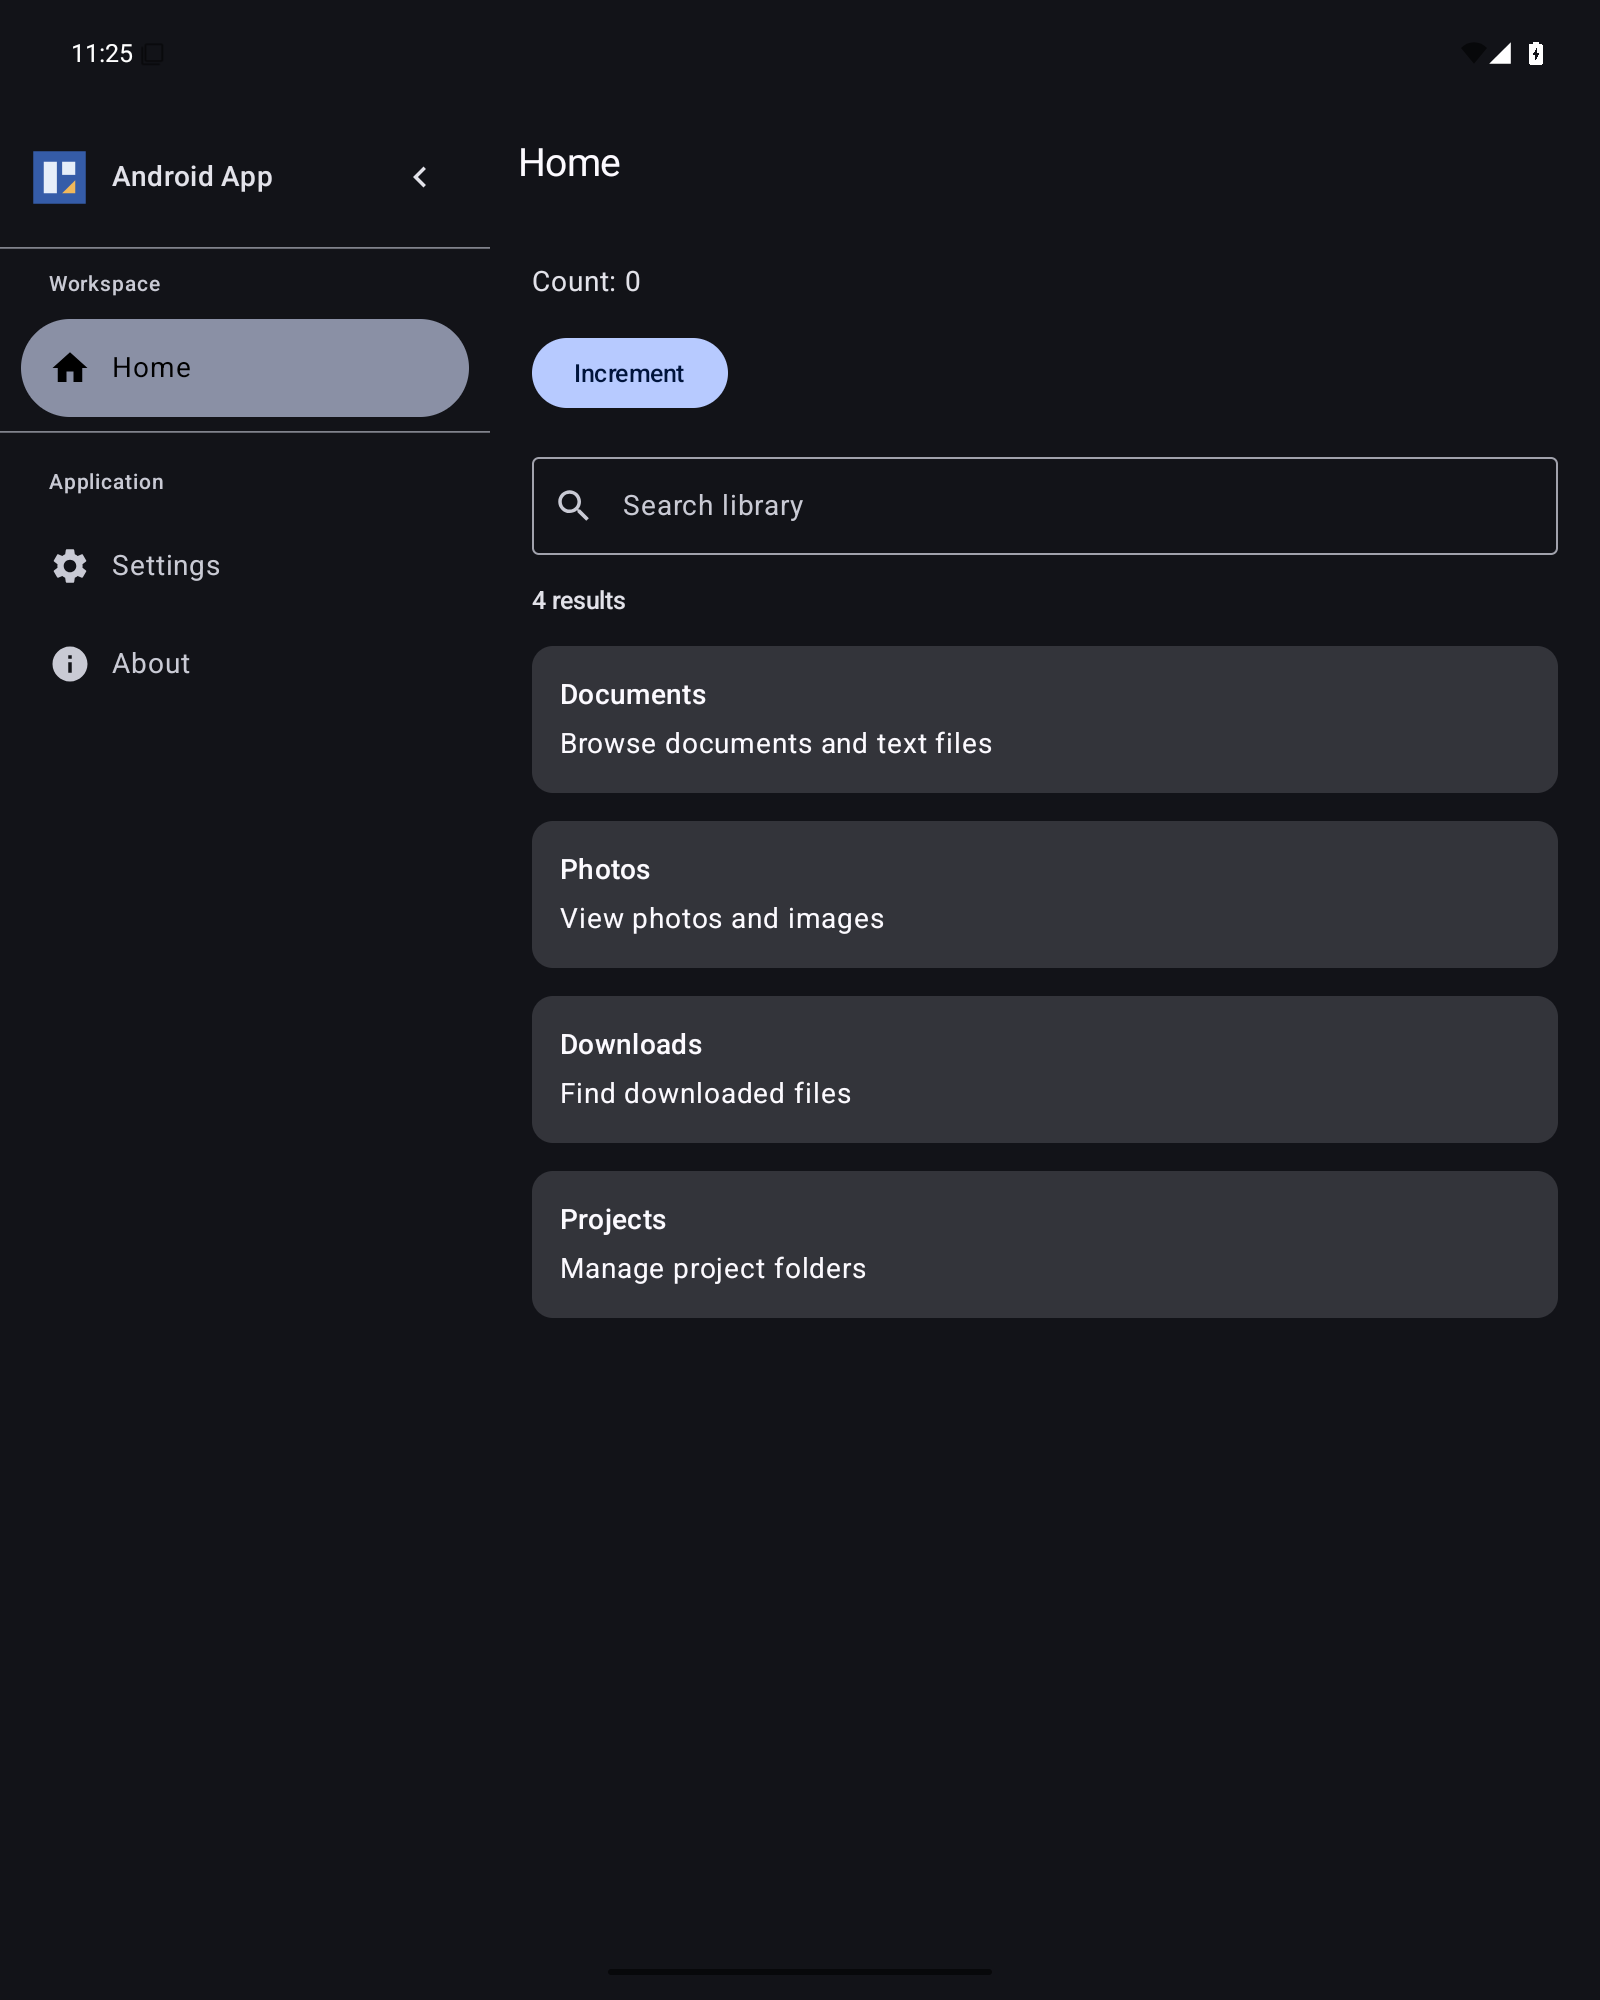 11:25
Android App
Workspace
Home
Application
Settings
About
Home
Count: 0
Increment
Search library
4 results
Documents
Browse documents and text files
Photos
View photos and images
Downloads
Find downloaded files
Projects
Manage project folders